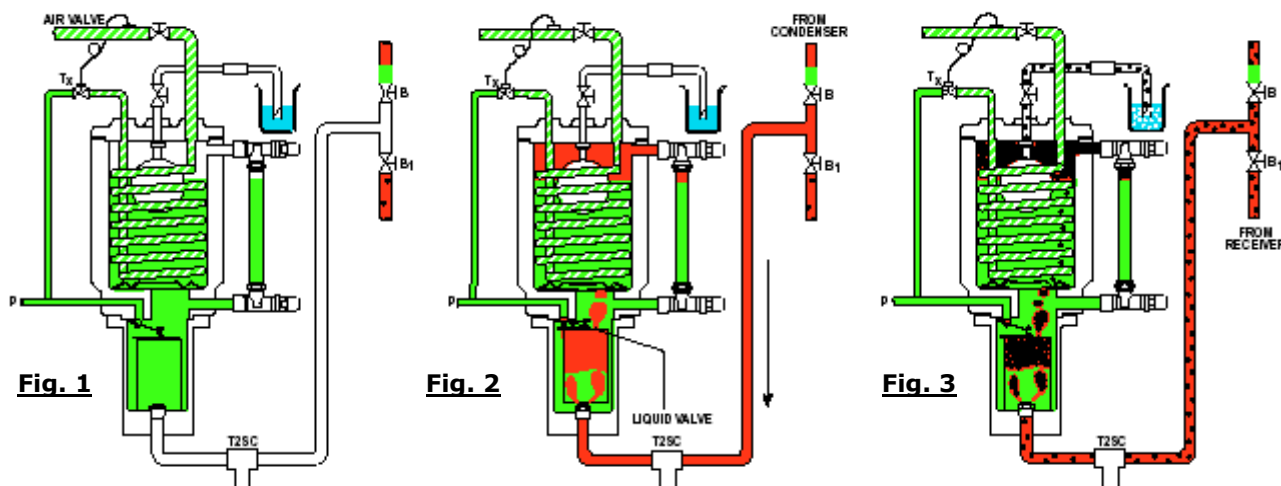 AIR VALVE
TX
B
B1
P
T2SC
Fig. 1
FROM
CONDENSER
TX
B
B1
P
LIQUID VALVE
T2SC
Fig. 2
TX
B
B1
FROM
RECEIVER
P
T2SC
Fig. 3